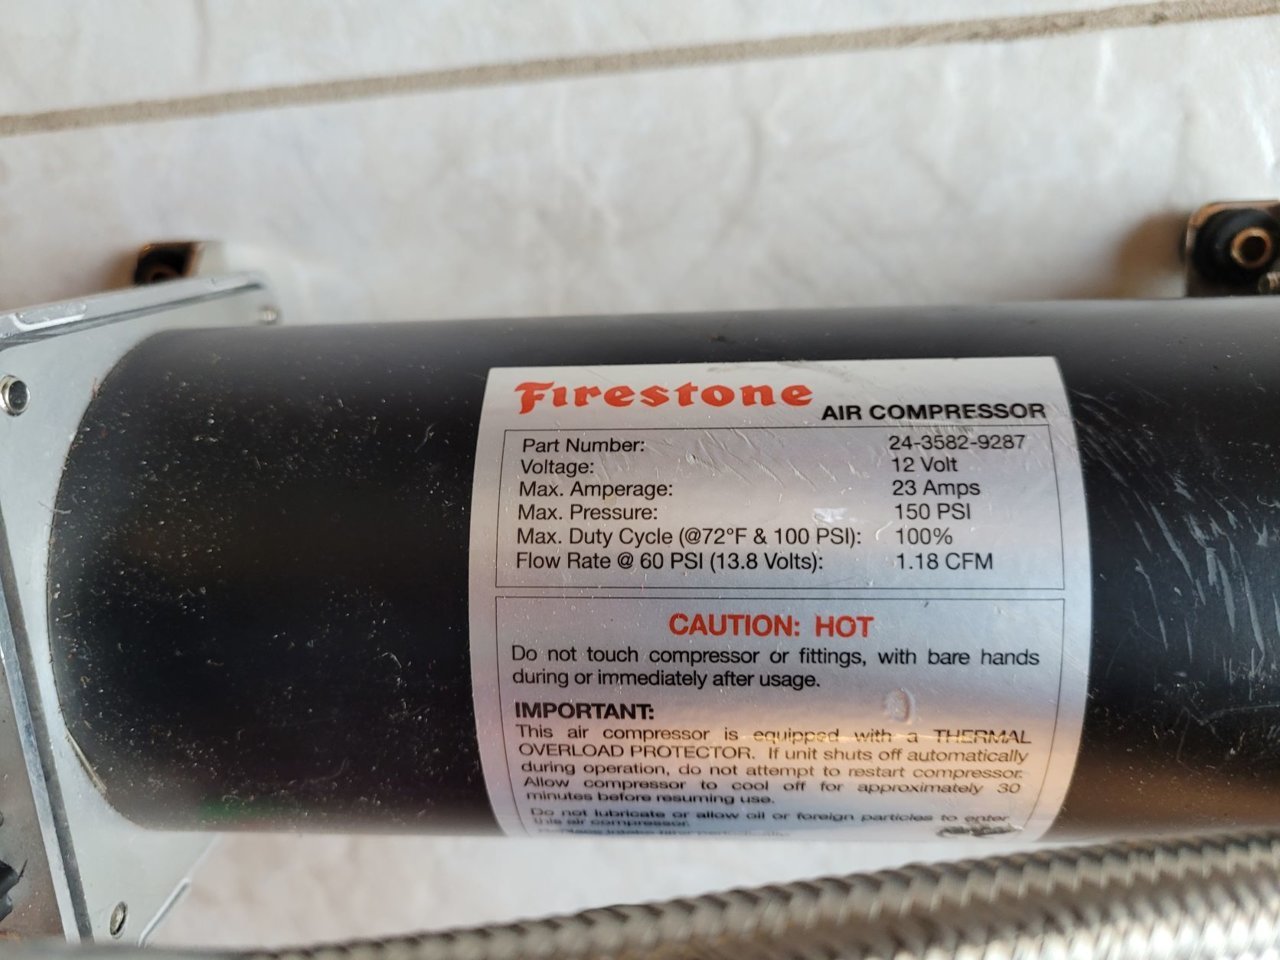 Firestone
AIR COMPRESSOR
Part Number: 24-3582-9287
Voltage: 12 Volt
Max. Amperage: 23 Amps
Max. Pressure: 150 PSI
Max. Duty Cycle (@72°F & 100 PSI): 100%
Flow Rate @ 60 PSI (13.8 Volts): 1.18 CFM
CAUTION: HOT
Do not touch compressor or fittings, with bare hands
during or immediately after usage.
IMPORTANT:
This air compressor is equipped with a THERMAL
OVERLOAD PROTECTOR. If unit shuts off automatically
during operation, do not attempt to restart compressor.
Allow compressor to cool off for approximately 30
minutes before resuming use.
Do not lubricate or allow oil or foreign particles to enter
this air compressor.